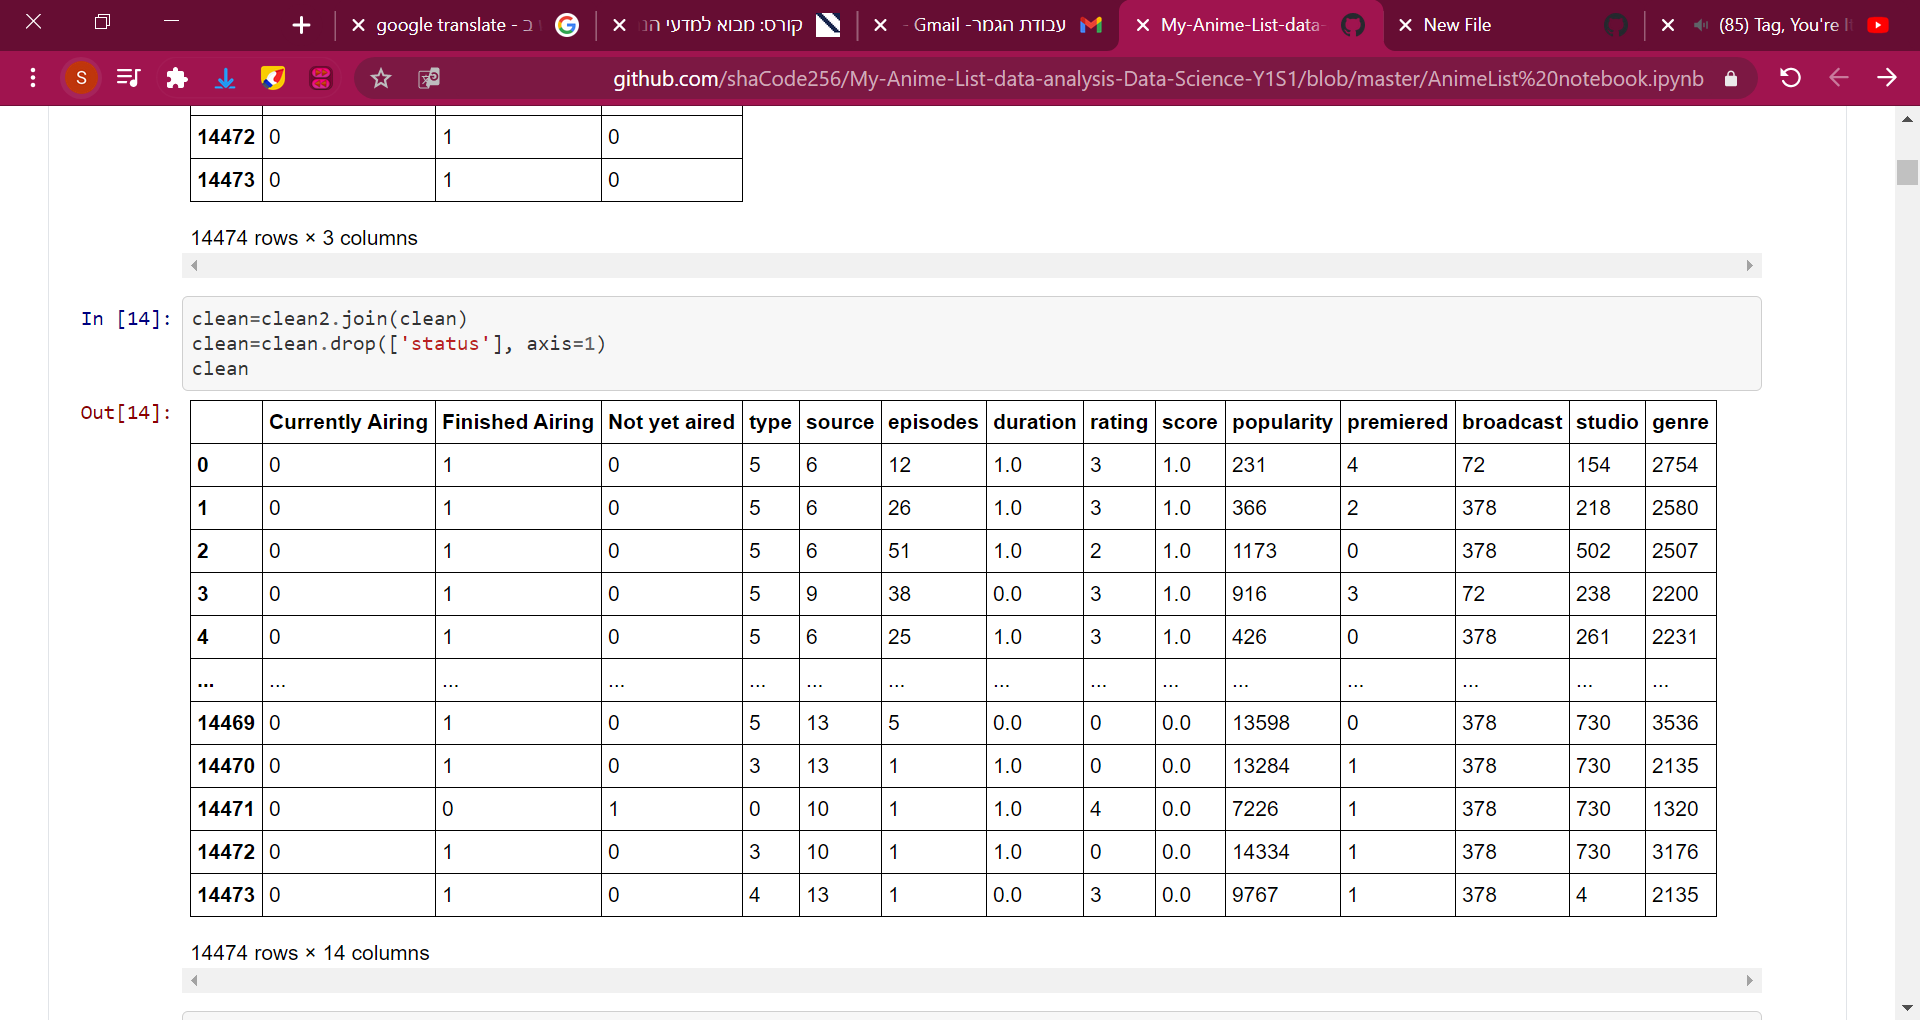 google translate - ב
קורס: מבוא למדעי
עבודת הגמר - Gmail
My-Anime-List-data-
New File
(85) Tag, You're
S
github.com/shaCode256/My-Anime-List-data-analysis-Data-Science-Y1S1/blob/master/AnimeList%20notebook.ipynb
14472 0 1 0
14473 0 1 0
14474 rows × 3 columns
In [14]: clean=clean2.join(clean)
clean=clean.drop(['status'], axis=1)
clean
Out[14]:
Currently Airing Finished Airing Not yet aired type source episodes duration rating score popularity premiered broadcast studio genre
0 0 1 0 5 6 12 1.0 3 1.0 231 4 72 154 2754
1 0 1 0 5 6 26 1.0 3 1.0 366 2 378 218 2580
2 0 1 0 5 6 51 1.0 2 1.0 1173 0 378 502 2507
3 0 1 0 5 9 38 0.0 3 1.0 916 3 72 238 2200
4 0 1 0 5 6 25 1.0 3 1.0 426 0 378 261 2231
... ... ... ... ... ... ... ... ... ... ... ... ... ... ...
14469 0 1 0 5 13 5 0.0 0 0.0 13598 0 378 730 3536
14470 0 1 0 3 13 1 1.0 0 0.0 13284 1 378 730 2135
14471 0 0 1 0 10 1 1.0 4 0.0 7226 1 378 730 1320
14472 0 1 0 3 10 1 1.0 0 0.0 14334 1 378 730 3176
14473 0 1 0 4 13 1 0.0 3 0.0 9767 1 378 4 2135
14474 rows × 14 columns